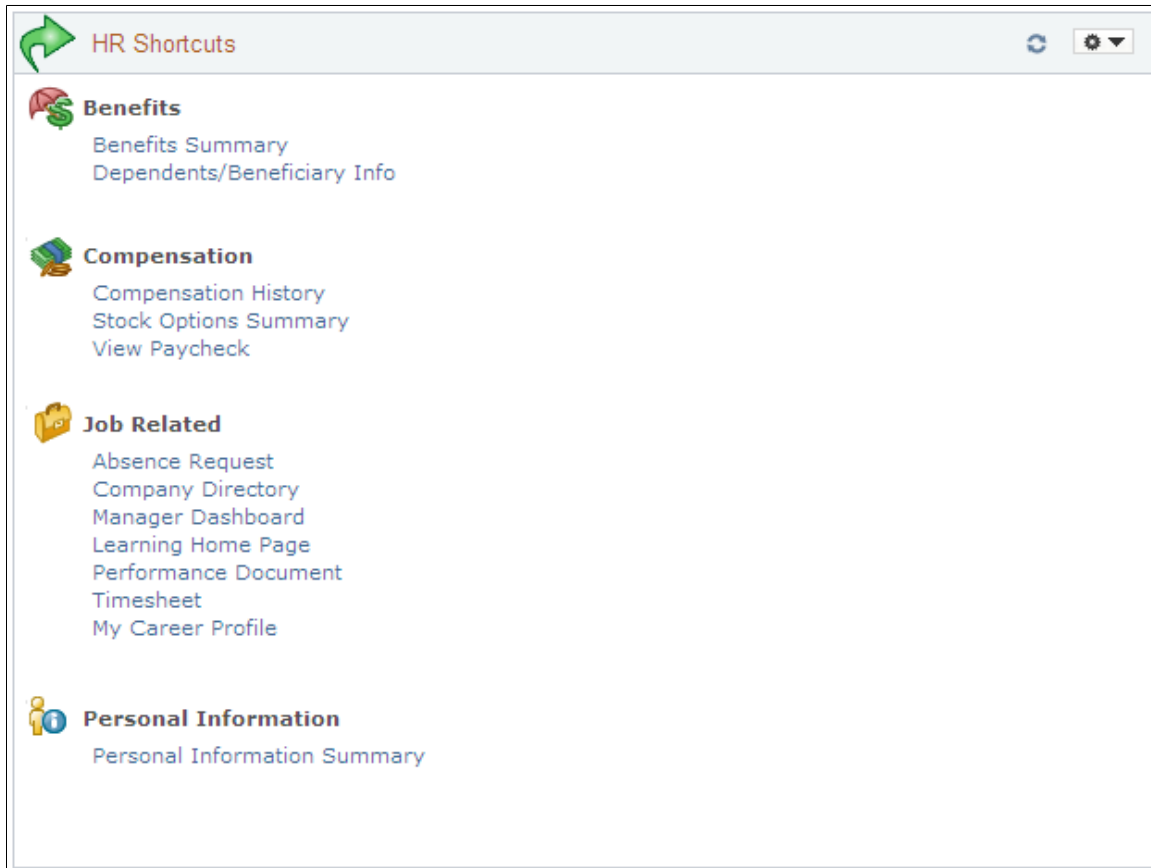 HR Shortcuts
Benefits
Benefits Summary
Dependents/Beneficiary Info
Compensation
Compensation History
Stock Options Summary
View Paycheck
Job Related
Absence Request
Company Directory
Manager Dashboard
Learning Home Page
Performance Document
Timesheet
My Career Profile
Personal Information
Personal Information Summary